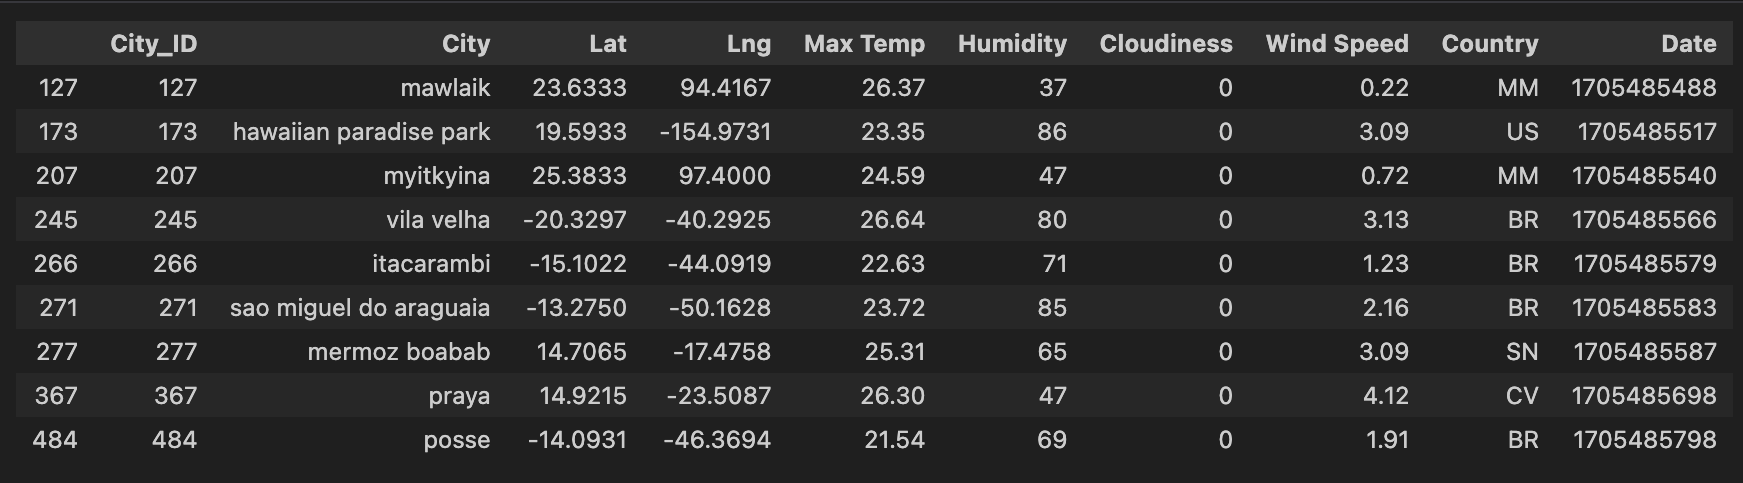 City_ID City Lat Lng Max Temp Humidity Cloudiness Wind Speed Country Date
127 127 mawlaik 23.6333 94.4167 26.37 37 0 0.22 MM 1705485488
173 173 hawaiian paradise park 19.5933 -154.9731 23.35 86 0 3.09 US 1705485517
207 207 myitkyina 25.3833 97.4000 24.59 47 0 0.72 MM 1705485540
245 245 vila velha -20.3297 -40.2925 26.64 80 0 3.13 BR 1705485566
266 266 itacarambi -15.1022 -44.0919 22.63 71 0 1.23 BR 1705485579
271 271 sao miguel do araguaia -13.2750 -50.1628 23.72 85 0 2.16 BR 1705485583
277 277 mermoz boabab 14.7065 -17.4758 25.31 65 0 3.09 SN 1705485587
367 367 praya 14.9215 -23.5087 26.30 47 0 4.12 CV 1705485698
484 484 posse -14.0931 -46.3694 21.54 69 0 1.91 BR 1705485798